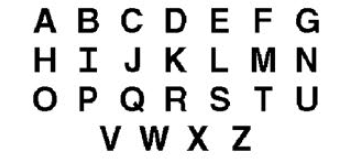 A B C D E F G
H I J K L M N
O P Q R S T U
V W X Z